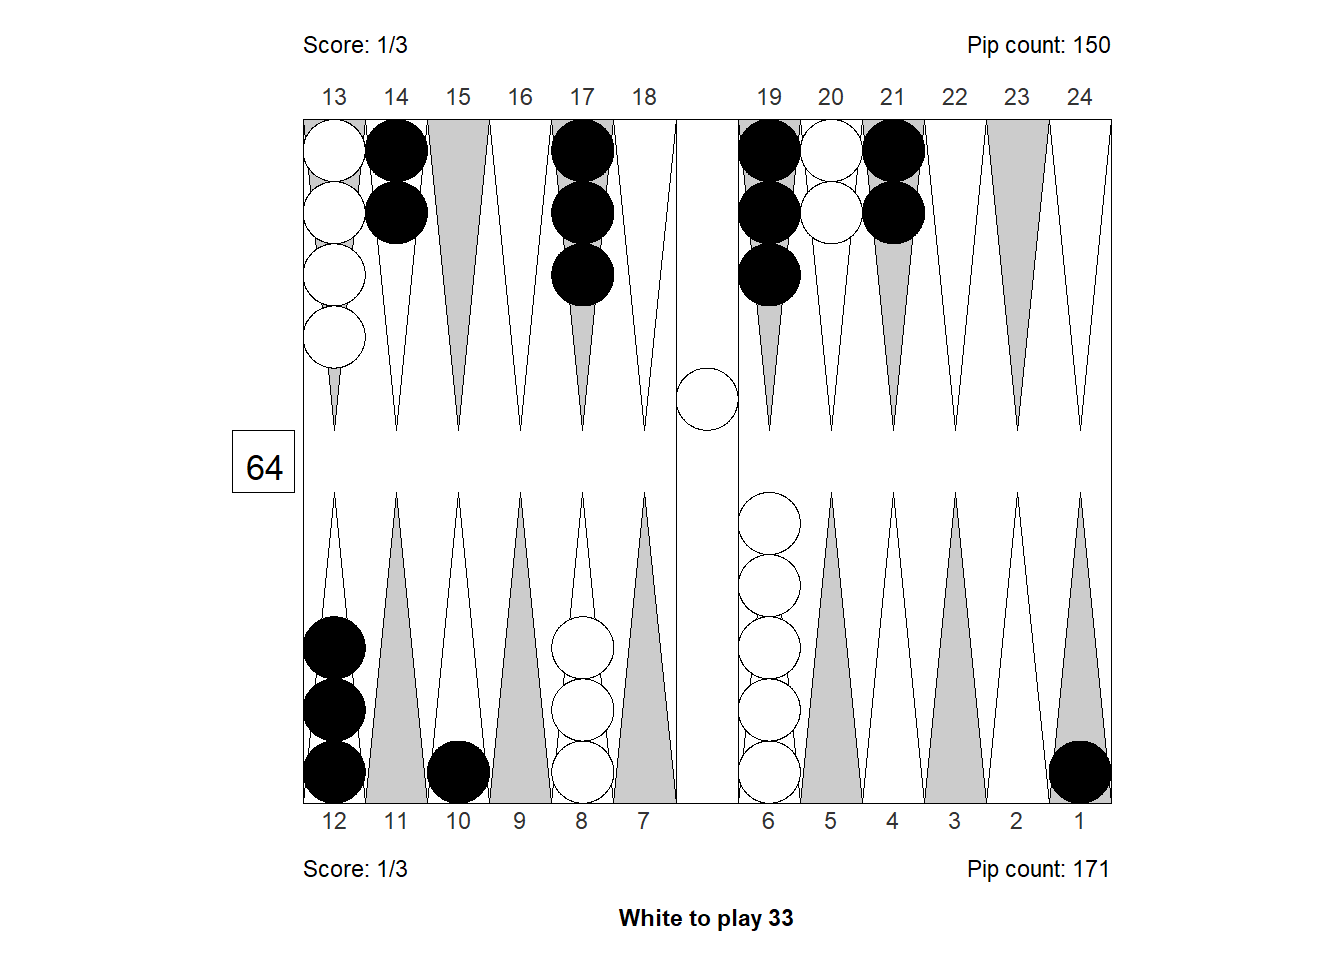 Score: 1/3 Pip count: 150
13 14 15 16 17 18 19 20 21 22 23 24
64
12 11 10 9 8 7 6 5 4 3 2 1
Score: 1/3 Pip count: 171
White to play 33